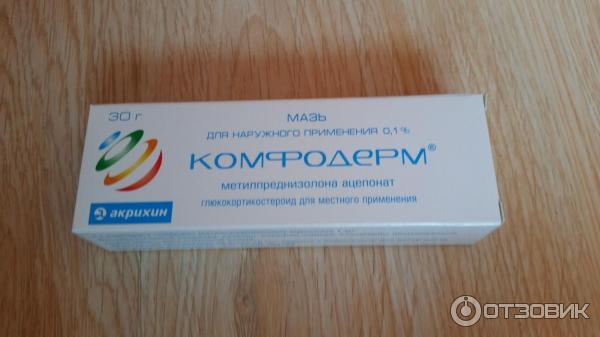 30 г
МАЗЬ
ДЛЯ НАРУЖНОГО ПРИМЕНЕНИЯ 0,1%
КОМФОДЕРМ®
метилпреднизолона ацепонат
глюкокортикостероид для местного применения
акрихин
ОТЗОВИК